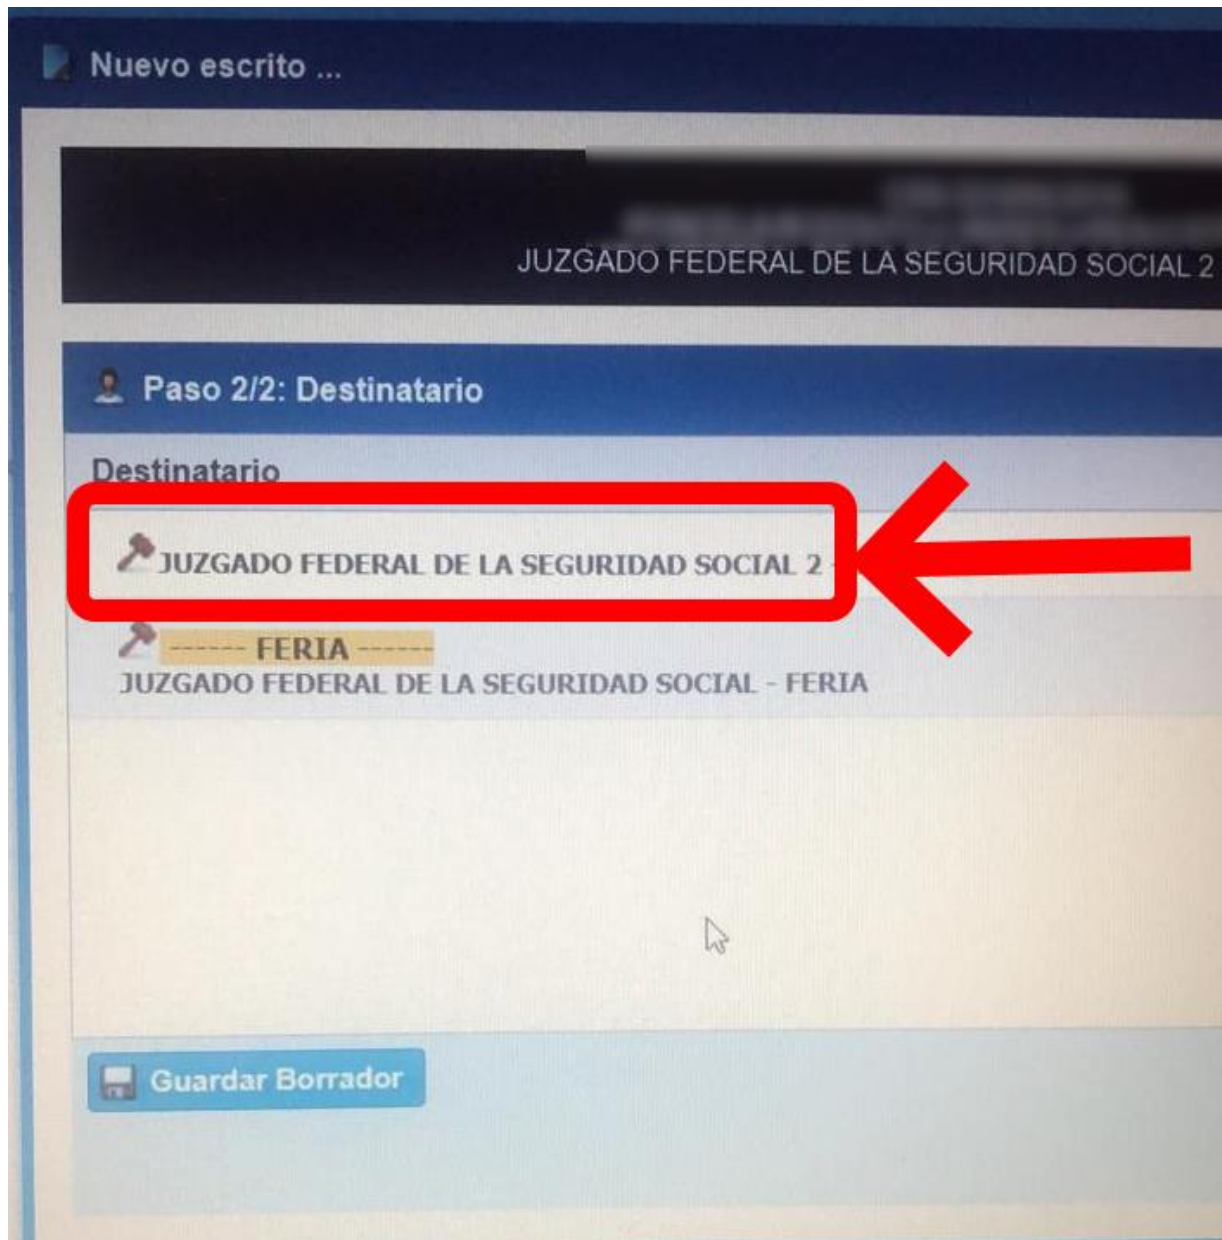 Nuevo escrito ...
JUZGADO FEDERAL DE LA SEGURIDAD SOCIAL 2
Paso 2/2: Destinatario
Destinatario
JUZGADO FEDERAL DE LA SEGURIDAD SOCIAL 2 -
------ FERIA ------
JUZGADO FEDERAL DE LA SEGURIDAD SOCIAL - FERIA
Guardar Borrador